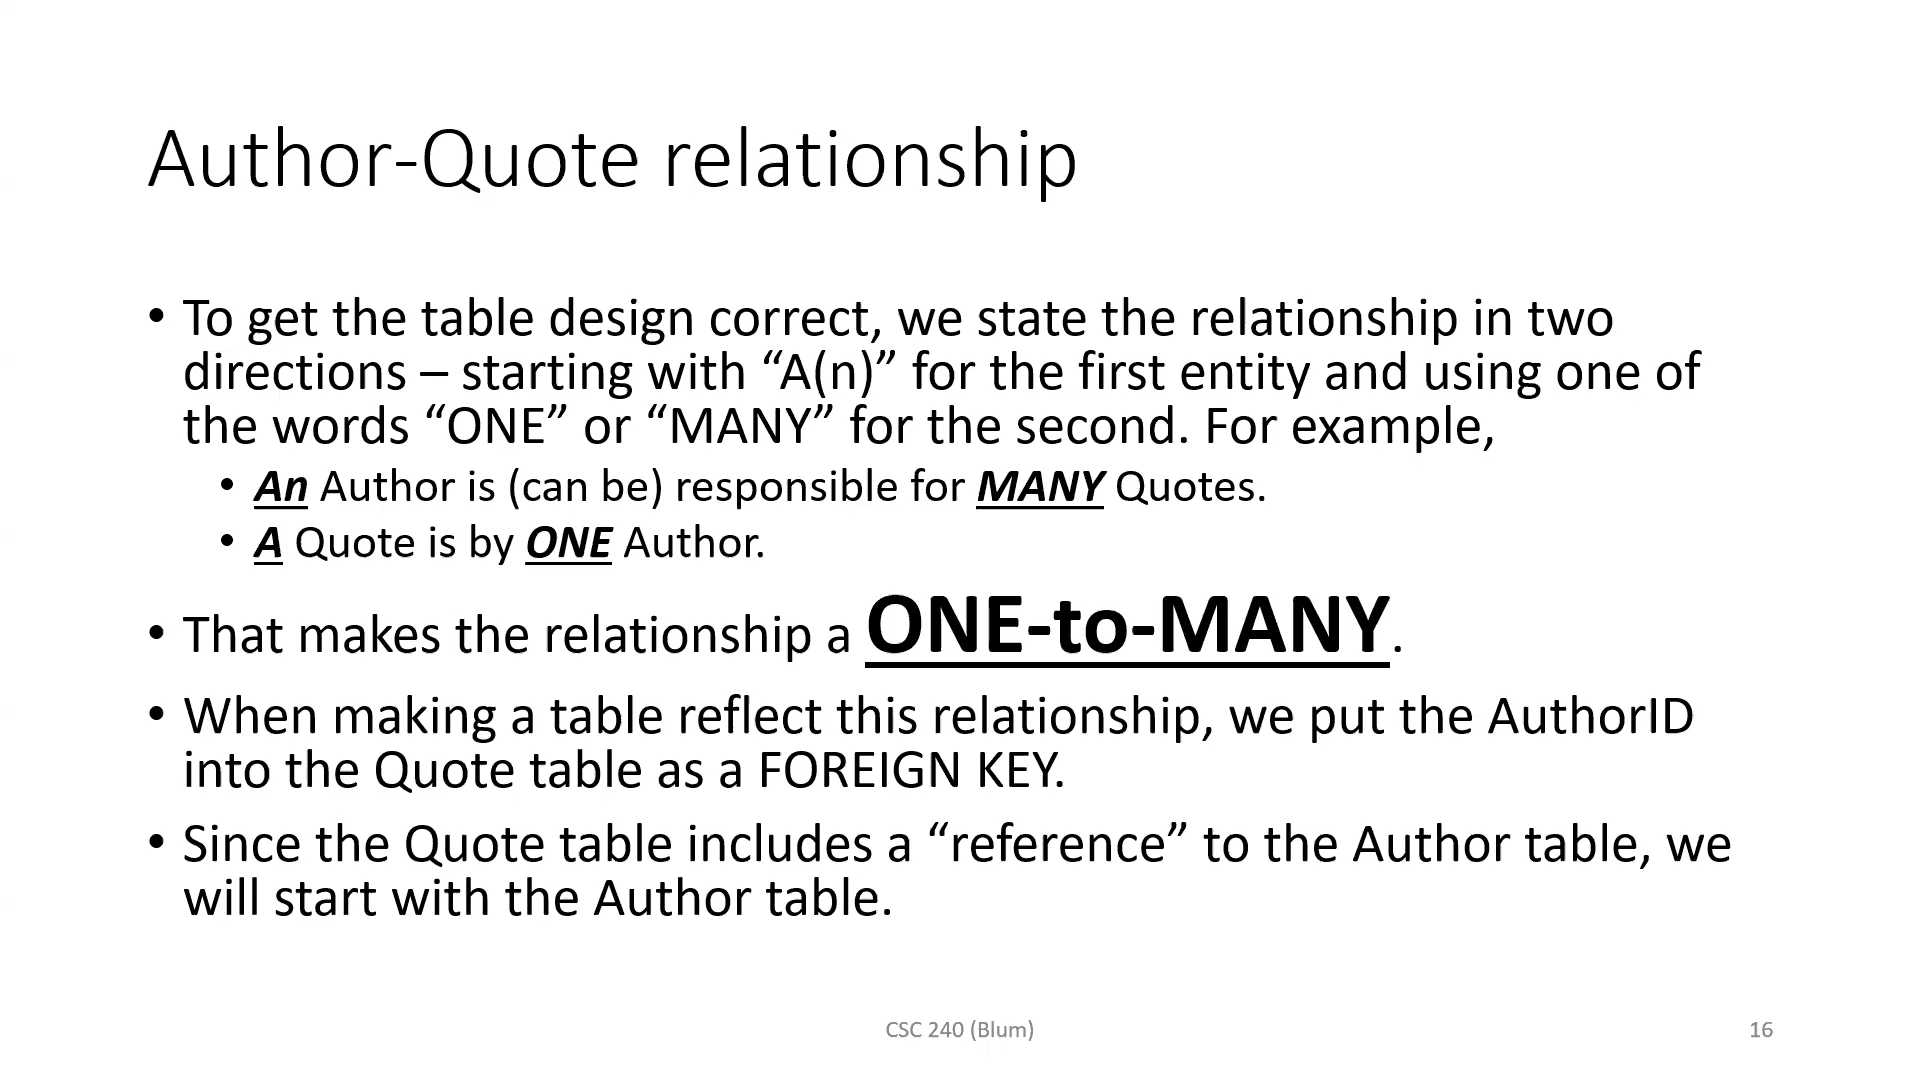 Author-Quote relationship
• To get the table design correct, we state the relationship in two
directions – starting with “A(n)” for the first entity and using one of
the words “ONE” or “MANY” for the second. For example,
• An Author is (can be) responsible for MANY Quotes.
• A Quote is by ONE Author.
• That makes the relationship a ONE-to-MANY.
• When making a table reflect this relationship, we put the AuthorID
into the Quote table as a FOREIGN KEY.
• Since the Quote table includes a “reference” to the Author table, we
will start with the Author table.
CSC 240 (Blum)
16